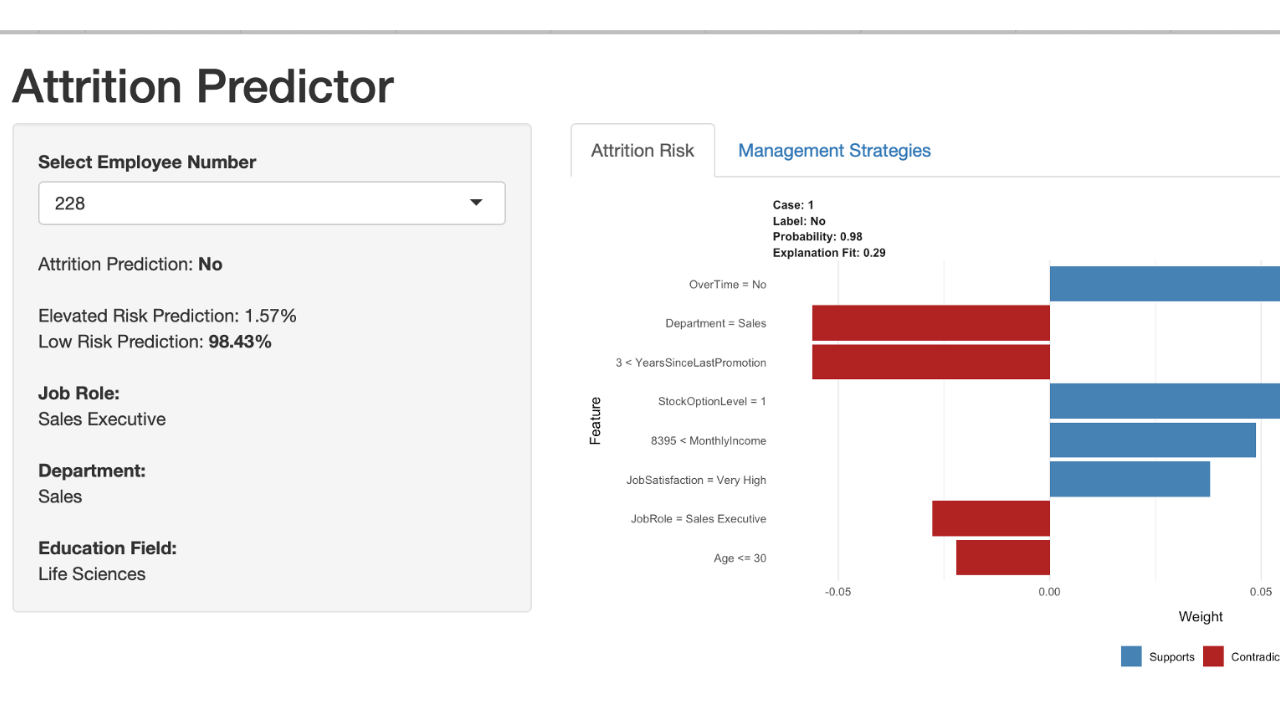 Attrition Predictor
Select Employee Number
228
Attrition Prediction: No
Elevated Risk Prediction: 1.57%
Low Risk Prediction: 98.43%
Job Role:
Sales Executive
Department:
Sales
Education Field:
Life Sciences
Attrition Risk
Management Strategies
Case: 1
Label: No
Probability: 0.98
Explanation Fit: 0.29
Feature
OverTime = No
Department = Sales
3 < YearsSinceLastPromotion
StockOptionLevel = 1
8395 < MonthlyIncome
JobSatisfaction = Very High
JobRole = Sales Executive
Age <= 30
-0.05 0.00 0.05
Weight
Supports Contradic